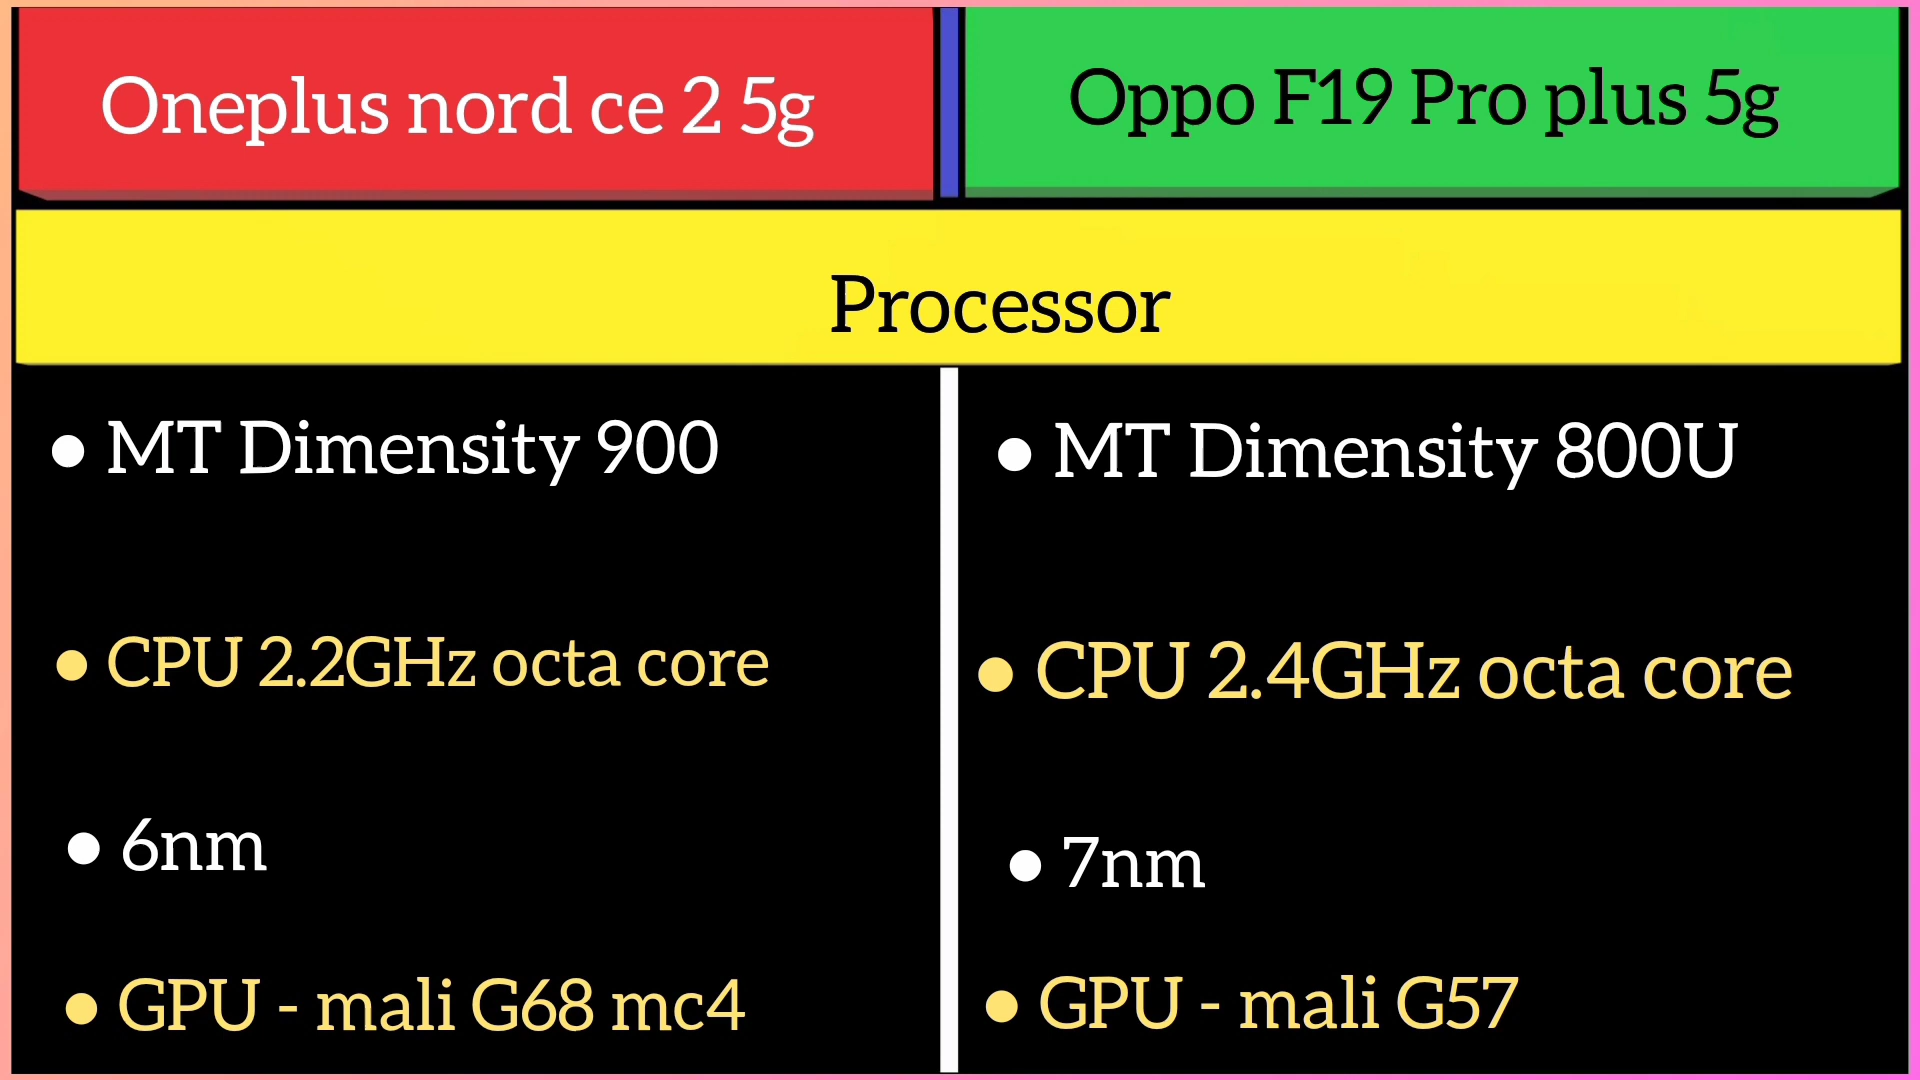 Oneplus nord ce 2 5g
Oppo F19 Pro plus 5g
Processor
● MT Dimensity 900
● MT Dimensity 800U
● CPU 2.2GHz octa core
● CPU 2.4GHz octa core
● 6nm
● 7nm
● GPU - mali G68 mc4
● GPU - mali G57